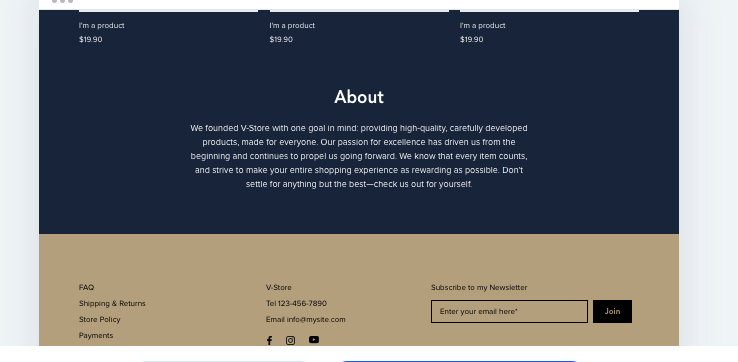 I'm a product I'm a product I'm a product
$19.90 $19.90 $19.90
About
We founded V-Store with one goal in mind: providing high-quality, carefully developed
products, made for everyone. Our passion for excellence has driven us from the
beginning and continues to propel us going forward. We know that every item counts,
and strive to make your entire shopping experience as rewarding as possible. Don't
settle for anything but the best—check us out for yourself.
FAQ
Shipping & Returns
Store Policy
Payments
V-Store
Tel 123-456-7890
Email info@mysite.com
Subscribe to my Newsletter
Enter your email here*
Join